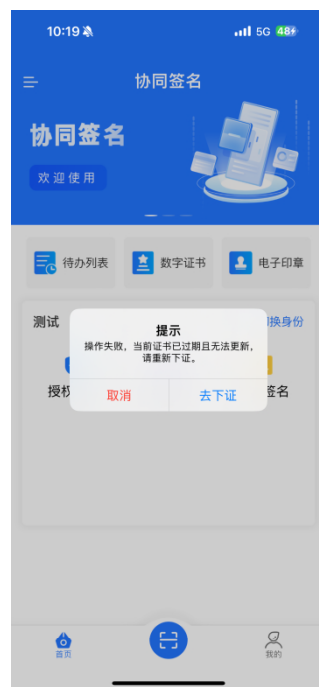 10:19
5G 48
协同签名
协同签名
欢迎使用
待办列表
数字证书
电子印章
测试
换身份
提示
操作失败，当前证书已过期且无法更新，
请重新下证。
授权
签名
取消
去下证
首页
我的